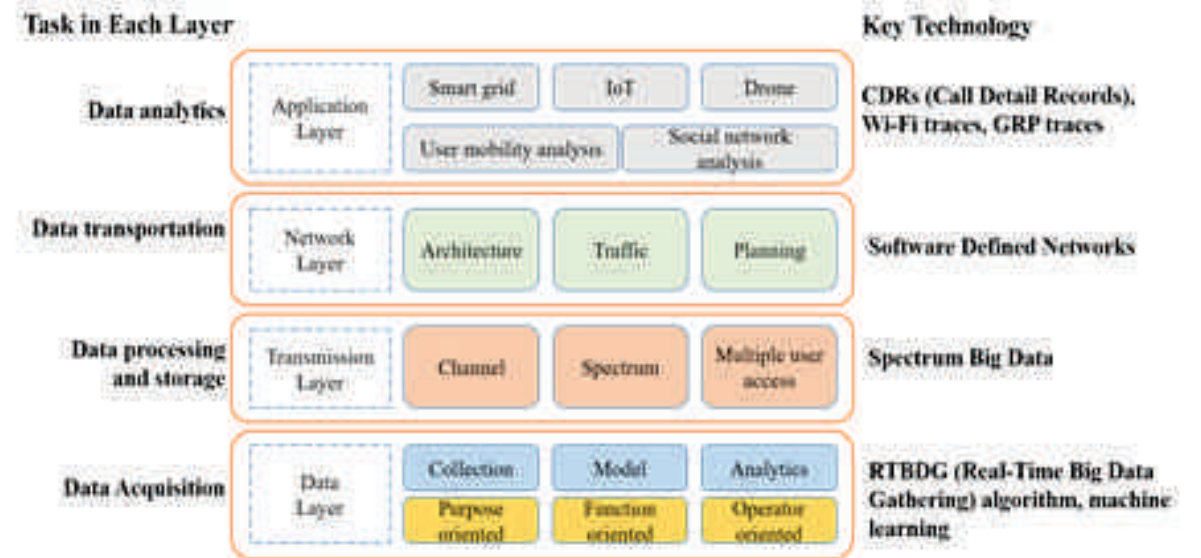 Task in Each Layer
Key Technology
Data analytics
Application
Layer
Smart grid
IoT
Drone
User mobility analysis
Social network
analysis
CDRs (Call Detail Records),
Wi-Fi traces, GRP traces
Data transportation
Network
Layer
Architecture
Traffic
Planning
Software Defined Networks
Data processing
and storage
Transmission
Layer
Channel
Spectrum
Multiple user
access
Spectrum Big Data
Data Acquisition
Data
Layer
Collection
Model
Analytics
Purpose
oriented
Function
oriented
Operator
oriented
RTBDG (Real-Time Big Data
Gathering) algorithm, machine
learning